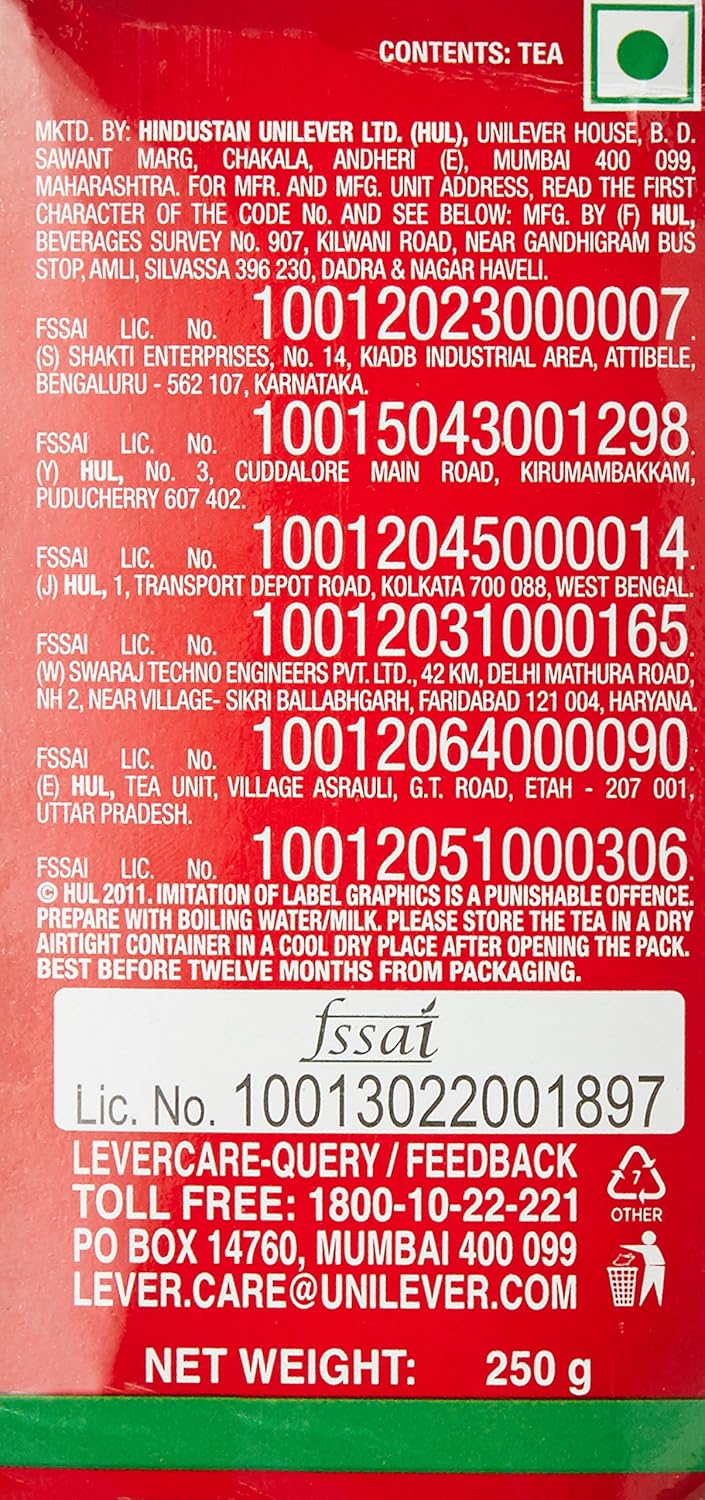 CONTENTS: TEA
MKTD. BY: HINDUSTAN UNILEVER LTD. (HUL), UNILEVER HOUSE, B. D.
SAWANT MARG, CHAKALA, ANDHERI (E), MUMBAI 400 099,
MAHARASHTRA. FOR MFR. AND MFG. UNIT ADDRESS, READ THE FIRST
CHARACTER OF THE CODE No. AND SEE BELOW: MFG. BY (F) HUL,
BEVERAGES SURVEY No. 907, KILWANI ROAD, NEAR GANDHIGRAM BUS
STOP, AMLI, SILVASSA 396 230, DADRA & NAGAR HAVELI.
FSSAI LIC. No. 10012023000007.
(S) SHAKTI ENTERPRISES, No. 14, KIADB INDUSTRIAL AREA, ATTIBELE,
BENGALURU - 562 107, KARNATAKA.
FSSAI LIC. No. 10015043001298.
(Y) HUL, No. 3, CUDDALORE MAIN ROAD, KIRUMAMBAKKAM,
PUDUCHERRY 607 402.
FSSAI LIC. No. 10012045000014.
(J) HUL, 1, TRANSPORT DEPOT ROAD, KOLKATA 700 088, WEST BENGAL.
FSSAI LIC. No. 10012031000165.
(W) SWARAJ TECHNO ENGINEERS PVT. LTD., 42 KM, DELHI MATHURA ROAD,
NH 2, NEAR VILLAGE- SIKRI BALLABHGARH, FARIDABAD 121 004, HARYANA.
FSSAI LIC. No. 10012064000090.
(E) HUL, TEA UNIT, VILLAGE ASRAULI, G.T. ROAD, ETAH - 207 001,
UTTAR PRADESH.
FSSAI LIC. No. 10012051000306.
© HUL 2011. IMITATION OF LABEL GRAPHICS IS A PUNISHABLE OFFENCE.
PREPARE WITH BOILING WATER/MILK. PLEASE STORE THE TEA IN A DRY
AIRTIGHT CONTAINER IN A COOL DRY PLACE AFTER OPENING THE PACK.
BEST BEFORE TWELVE MONTHS FROM PACKAGING.
fssai
Lic. No. 10013022001897
LEVERCARE-QUERY / FEEDBACK
TOLL FREE: 1800-10-22-221
PO BOX 14760, MUMBAI 400 099
LEVER.CARE@UNILEVER.COM
7
OTHER
NET WEIGHT: 250 g